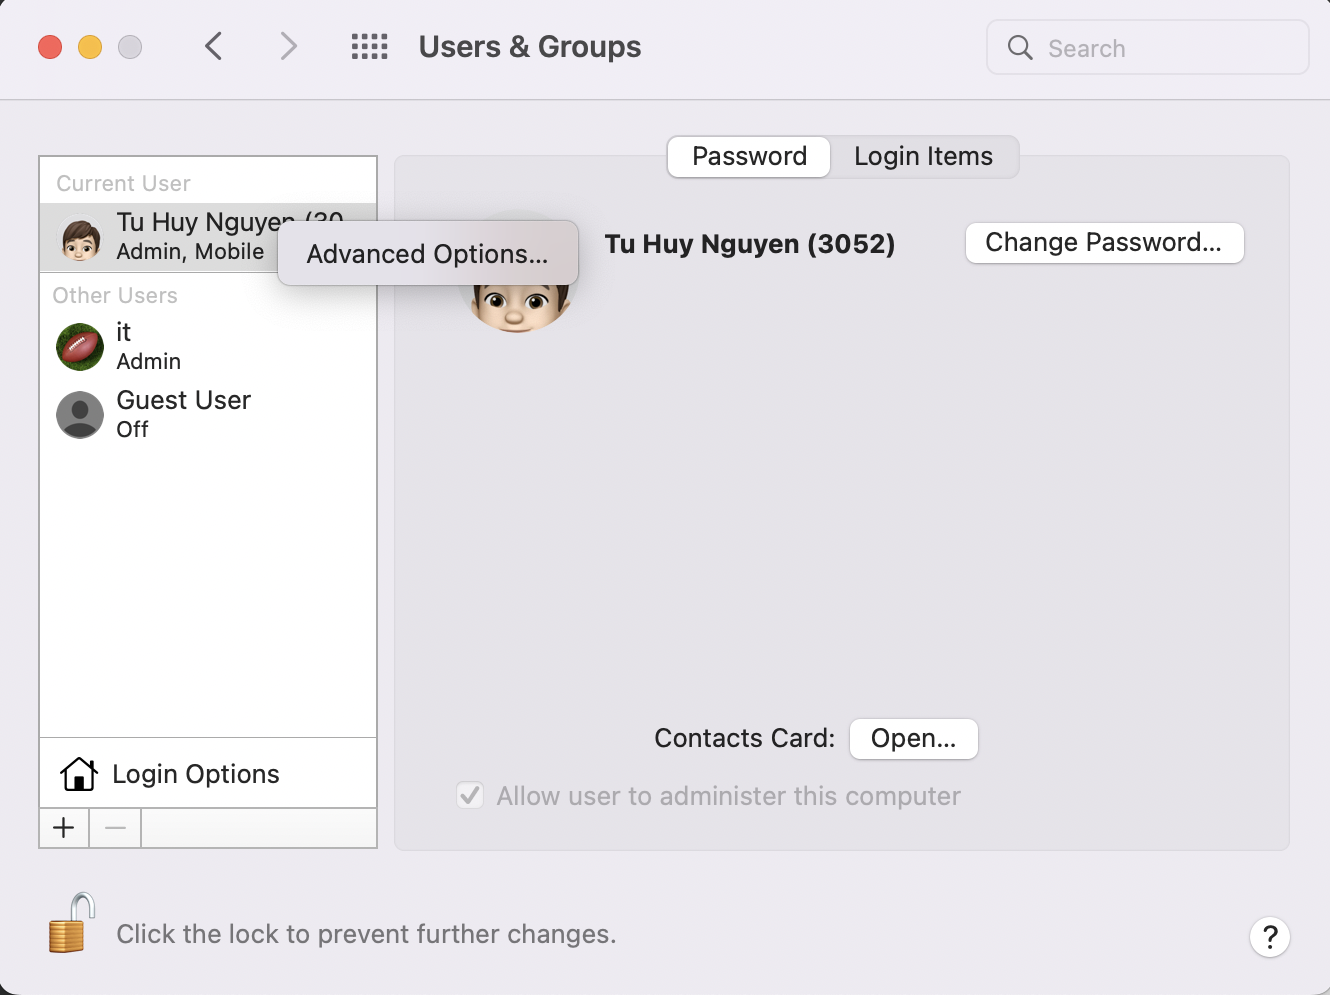 Users & Groups
Search
Password
Login Items
Current User
Tu Huy Nguyen (30
Admin, Mobile
Advanced Options...
Tu Huy Nguyen (3052)
Change Password...
Other Users
it
Admin
Guest User
Off
Contacts Card:
Open...
Allow user to administer this computer
Login Options
Click the lock to prevent further changes.
?